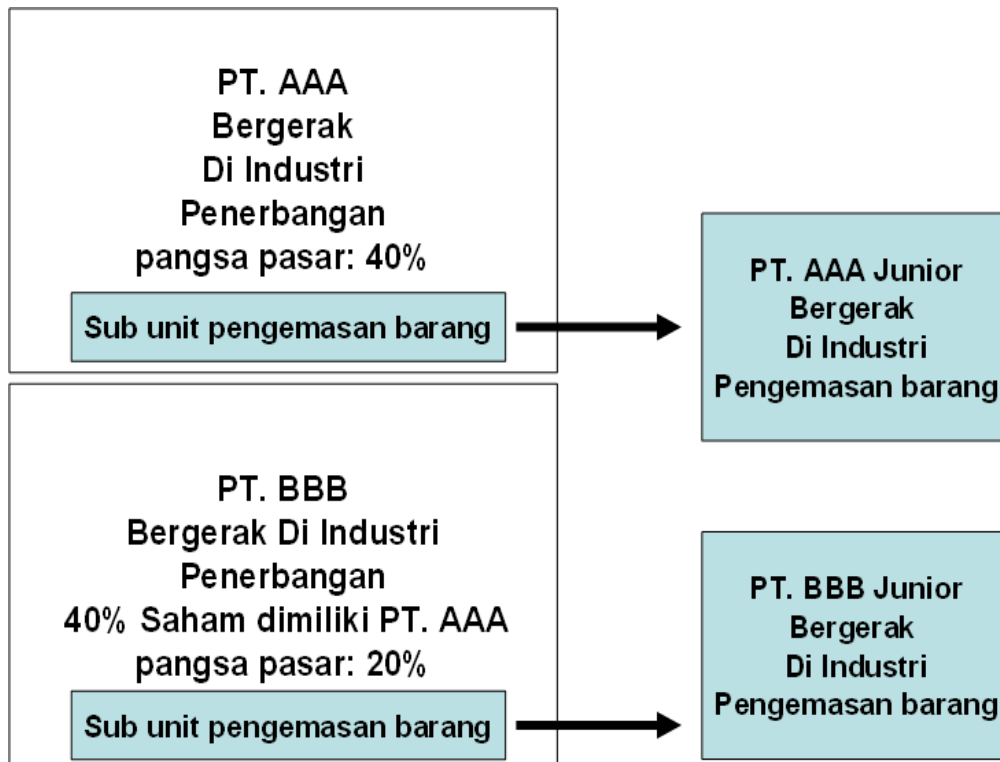 PT. AAA
Bergerak
Di Industri
Penerbangan
pangsa pasar: 40%
Sub unit pengemasan barang
PT. AAA Junior
Bergerak
Di Industri
Pengemasan barang
PT. BBB
Bergerak Di Industri
Penerbangan
40% Saham dimiliki PT. AAA
pangsa pasar: 20%
Sub unit pengemasan barang
PT. BBB Junior
Bergerak
Di Industri
Pengemasan barang